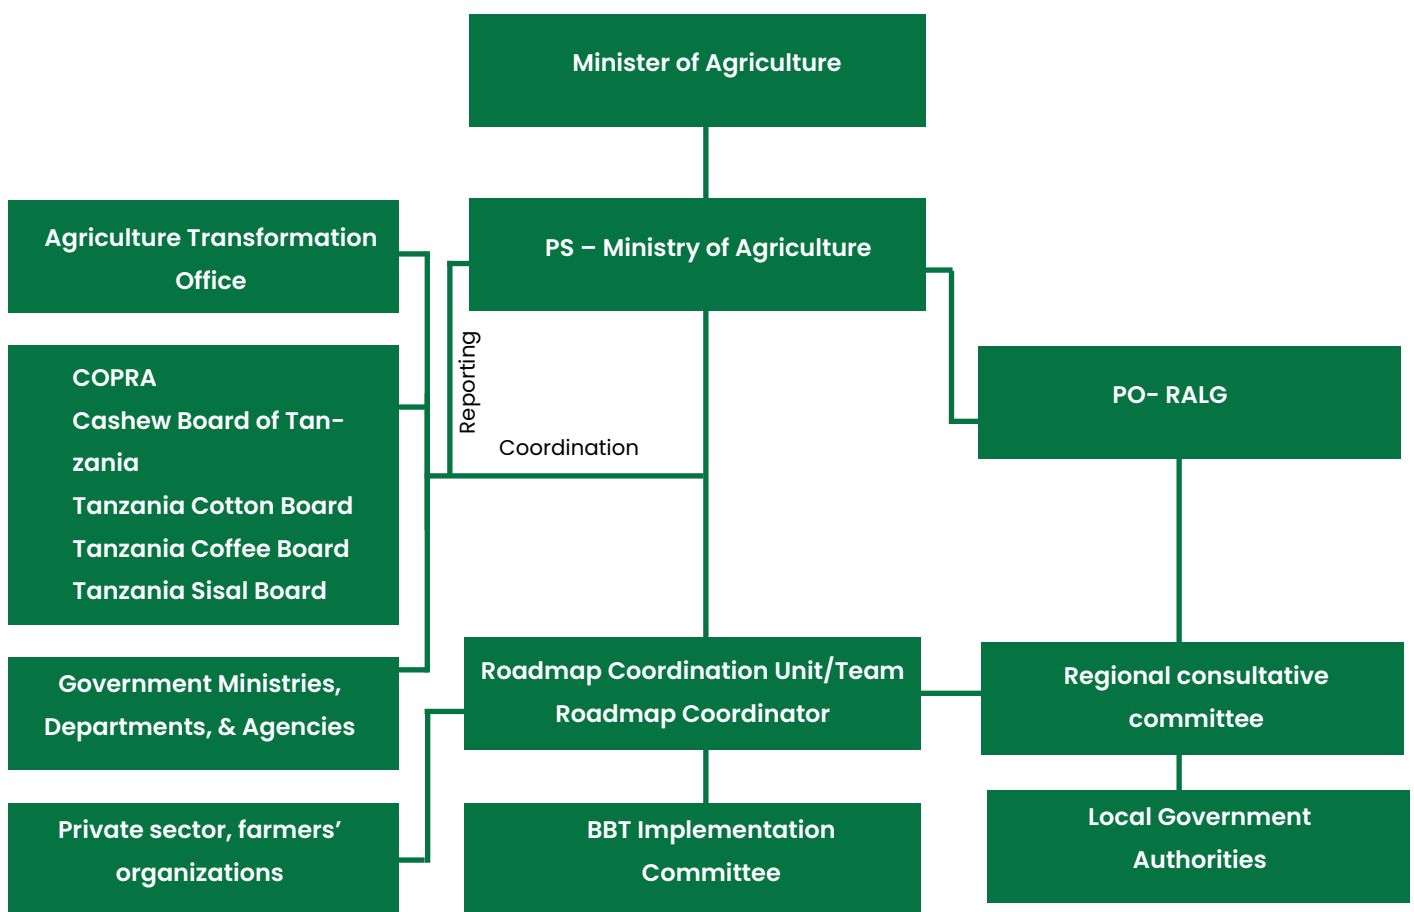 Minister of Agriculture
Agriculture Transformation
Office
PS – Ministry of Agriculture
Reporting
Coordination
COPRA
Cashew Board of Tan-
zania
Tanzania Cotton Board
Tanzania Coffee Board
Tanzania Sisal Board
PO- RALG
Government Ministries,
Departments, & Agencies
Roadmap Coordination Unit/Team
Roadmap Coordinator
Regional consultative
committee
Private sector, farmers’
organizations
BBT Implementation
Committee
Local Government
Authorities